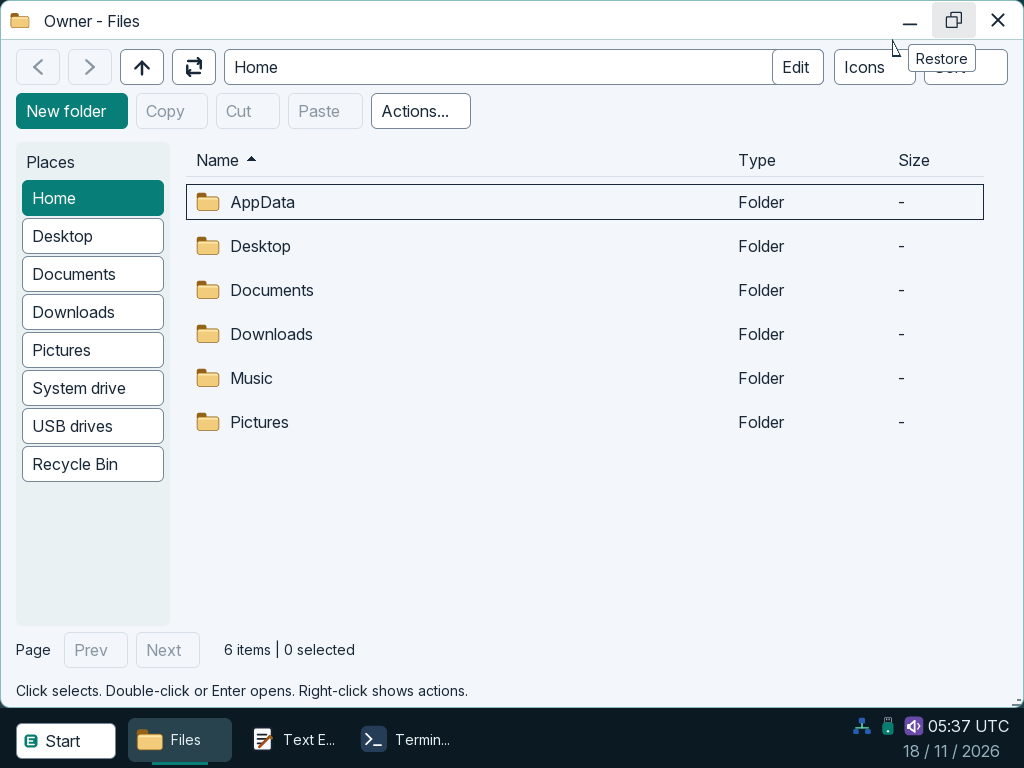 Owner - Files
Home
Edit
Icons
Restore
New folder
Copy
Cut
Paste
Actions...
Places
Home
Desktop
Documents
Downloads
Pictures
System drive
USB drives
Recycle Bin
Name Type Size
AppData Folder -
Desktop Folder -
Documents Folder -
Downloads Folder -
Music Folder -
Pictures Folder -
Page
Prev
Next
6 items | 0 selected
Click selects. Double-click or Enter opens. Right-click shows actions.
Start
Files
Text E...
Termin...
05:37 UTC
18 / 11 / 2026